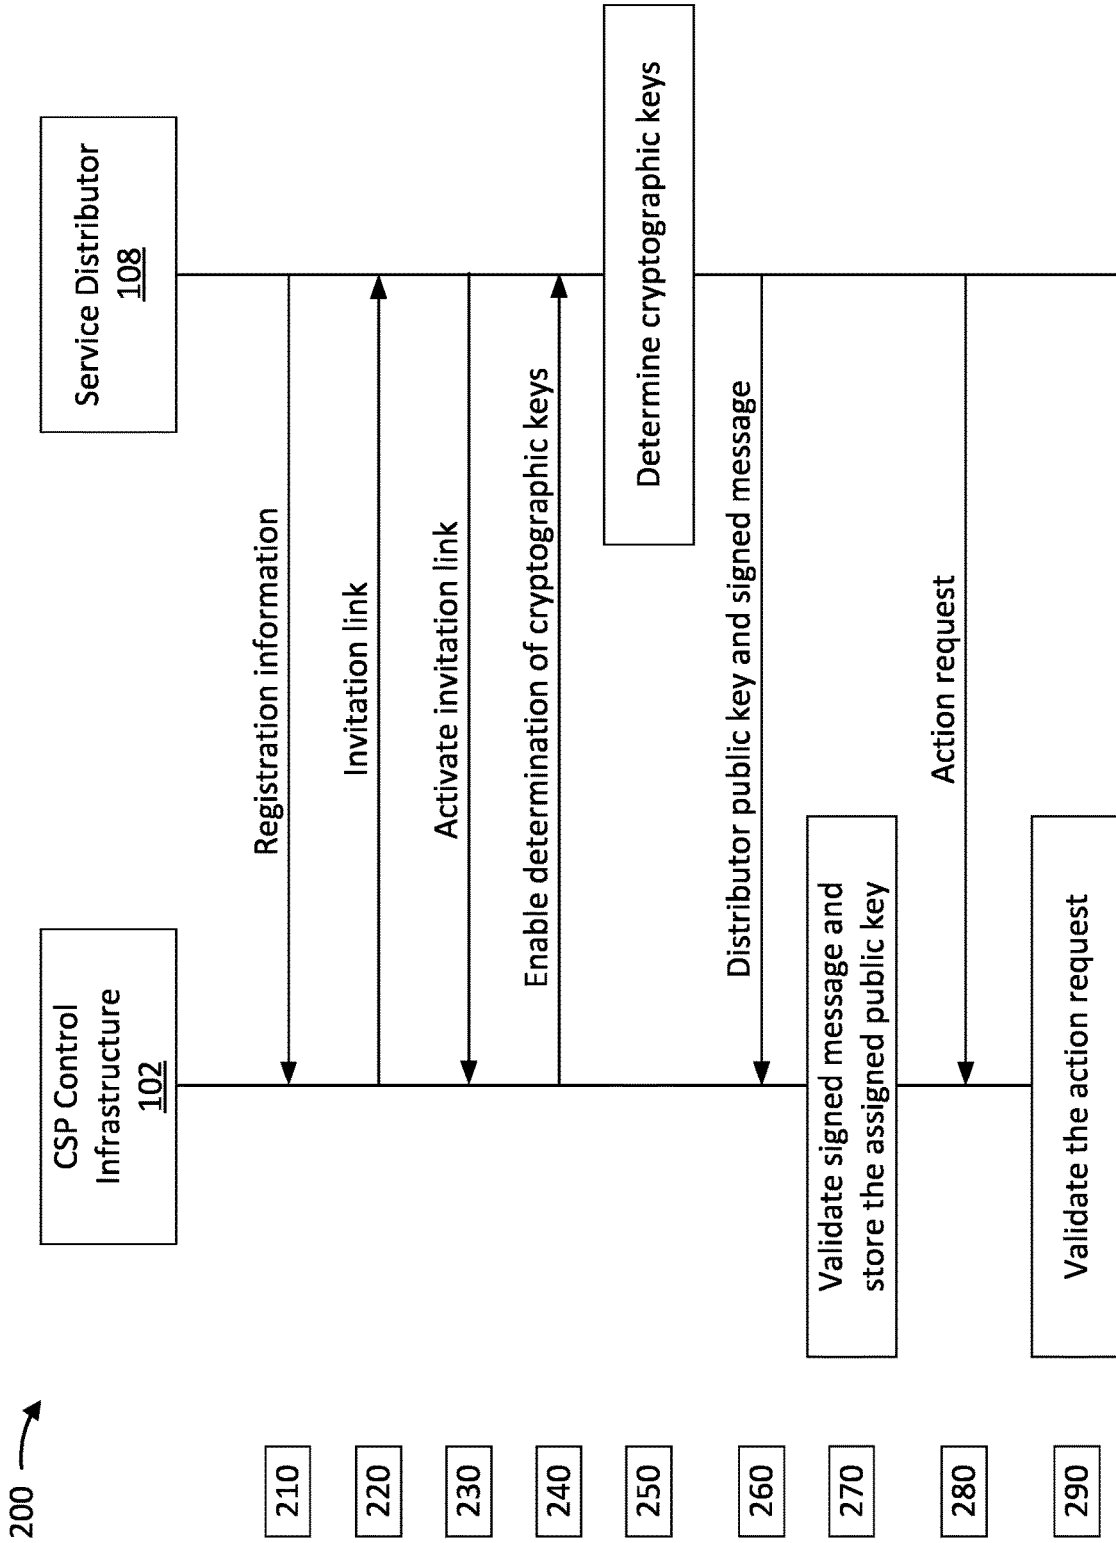 200
CSP Control
Infrastructure
102
Service Distributor
108
210
Registration information
220
Invitation link
230
Activate invitation link
240
Enable determination of cryptographic keys
250
Determine cryptographic keys
260
Distributor public key and signed message
270
Validate signed message and
store the assigned public key
280
Action request
290
Validate the action request